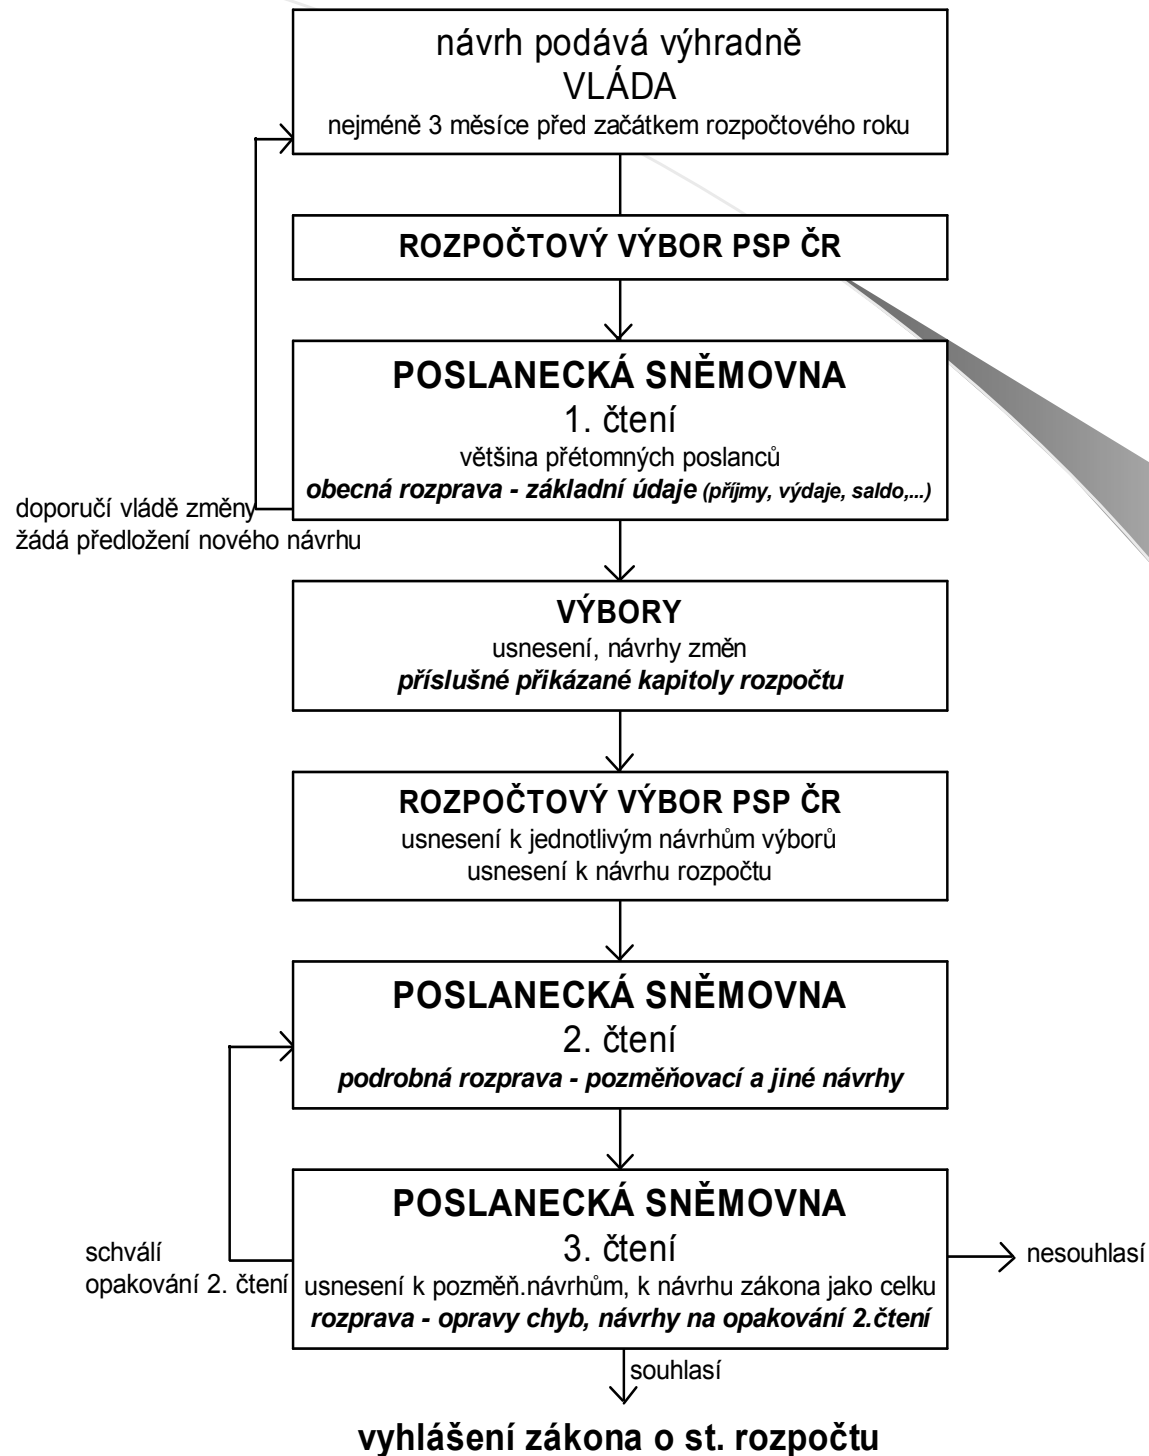 návrh podává výhradně
VLÁDA
nejméně 3 měsíce před začátkem rozpočtového roku
ROZPOČTOVÝ VÝBOR PSP ČR
POSLANECKÁ SNĚMOVNA
1. čtení
většina přétomných poslanců
obecná rozprava - základní údaje (příjmy, výdaje, saldo,...)
doporučí vládě změny
žádá předložení nového návrhu
VÝBORY
usnesení, návrhy změn
příslušné přikázané kapitoly rozpočtu
ROZPOČTOVÝ VÝBOR PSP ČR
usnesení k jednotlivým návrhům výborů
usnesení k návrhu rozpočtu
POSLANECKÁ SNĚMOVNA
2. čtení
podrobná rozprava - pozměňovací a jiné návrhy
POSLANECKÁ SNĚMOVNA
3. čtení
usnesení k pozměň.návrhům, k návrhu zákona jako celku
rozprava - opravy chyb, návrhy na opakování 2.čtení
schválí
opakování 2. čtení
nesouhlasí
souhlasí
vyhlášení zákona o st. rozpočtu